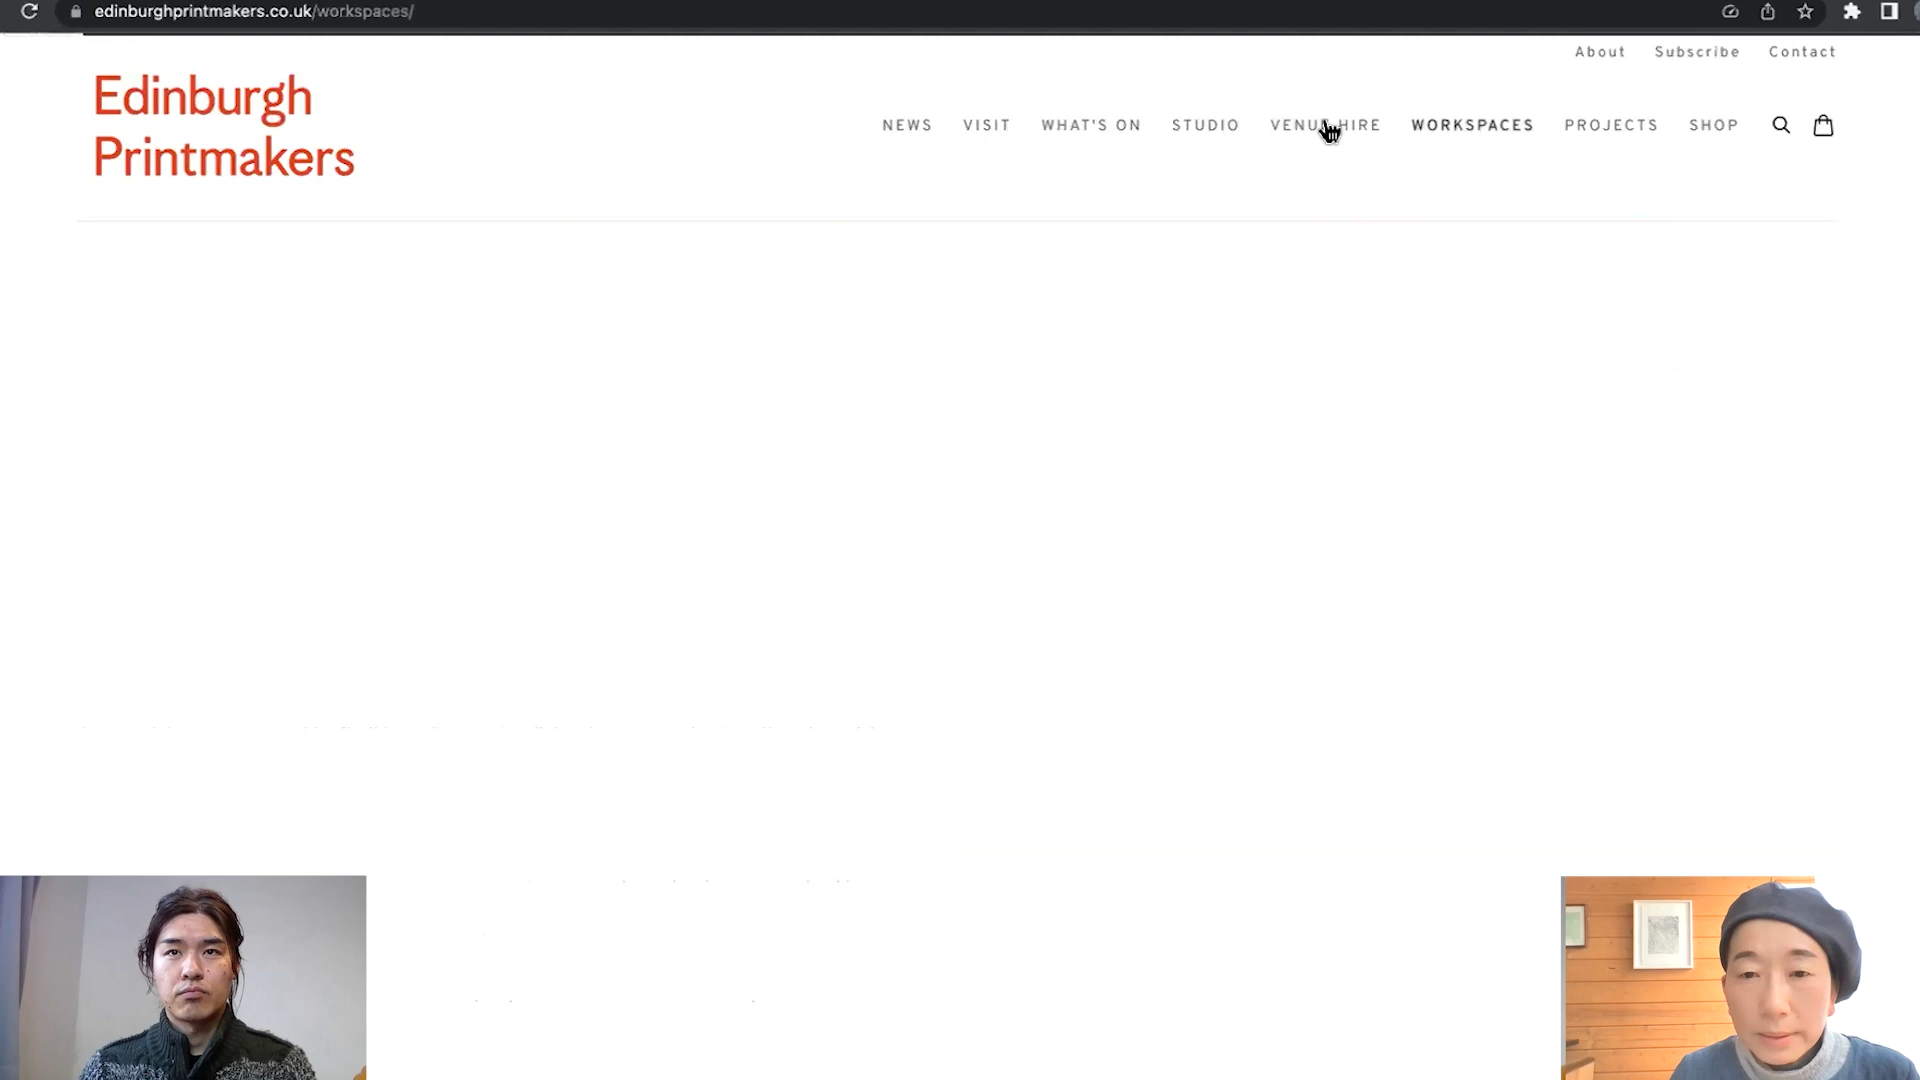 edinburghprintmakers.co.uk/workspaces/
About Subscribe Contact
Edinburgh
Printmakers
NEWS VISIT WHAT'S ON STUDIO VENUE HIRE WORKSPACES PROJECTS SHOP